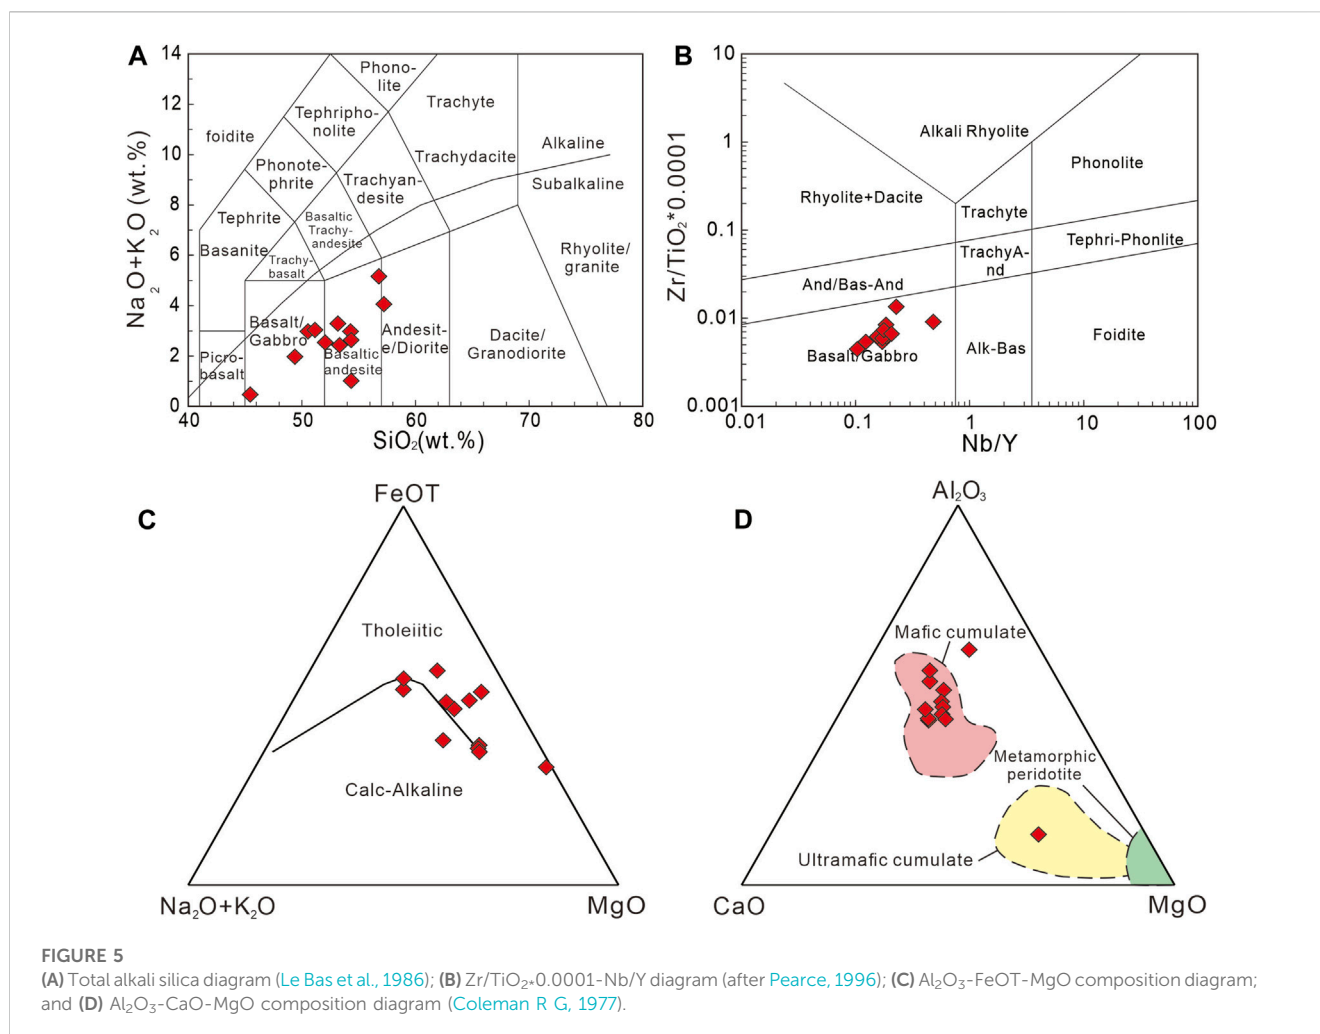 A
14
12
10
8
6
4
2
0
Na₂O+K₂O (wt.%)
40
50
60
70
80
SiO₂(wt.%)
foidite
Phono-
lite
Tephripho-
nolite
Phonote-
phrite
Tephrite
Basanite
Trachyte
Trachydacite
Trachyan-
desite
Basaltic
Trachy-
andesite
Trachy-
basalt
Alkaline
Subalkaline
Rhyolite/
granite
Basalt/
Gabbro
Picro-
basalt
Basaltic
andesite
Andesit-
e/Diorite
Dacite/
Granodiorite
B
10
1
0.1
0.01
0.001
Zr/TiO₂*0.0001
0.01
0.1
1
10
100
Nb/Y
Alkali Rhyolite
Phonolite
Rhyolite+Dacite
Trachyte
Tephri-Phonlite
TrachyA-
nd
And/Bas-And
Basalt/Gabbro
Alk-Bas
Foidite
C
FeOT
Tholeiitic
Calc-Alkaline
Na₂O+K₂O
MgO
D
Al₂O₃
Mafic cumulate
Metamorphic
peridotite
Ultramafic cumulate
CaO
MgO
FIGURE 5
(A) Total alkali silica diagram (Le Bas et al., 1986); (B) Zr/TiO₂*0.0001-Nb/Y diagram (after Pearce, 1996); (C) Al₂O₃-FeOT-MgO composition diagram;
and (D) Al₂O₃-CaO-MgO composition diagram (Coleman R G, 1977).